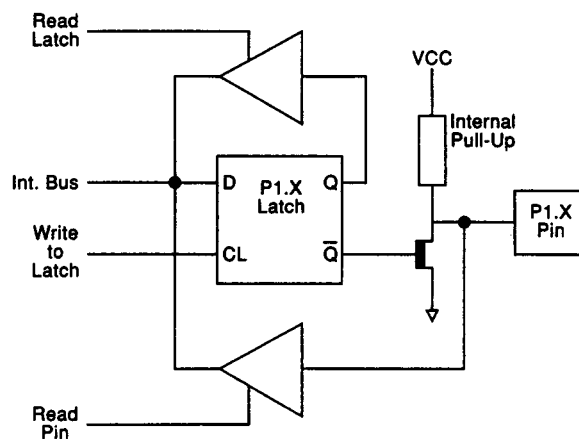 Read
Latch
VCC
Internal
Pull-Up
Int. Bus
D
P1.X
Latch
Q
P1.X
Pin
Write
to
Latch
CL
Q̅
Read
Pin